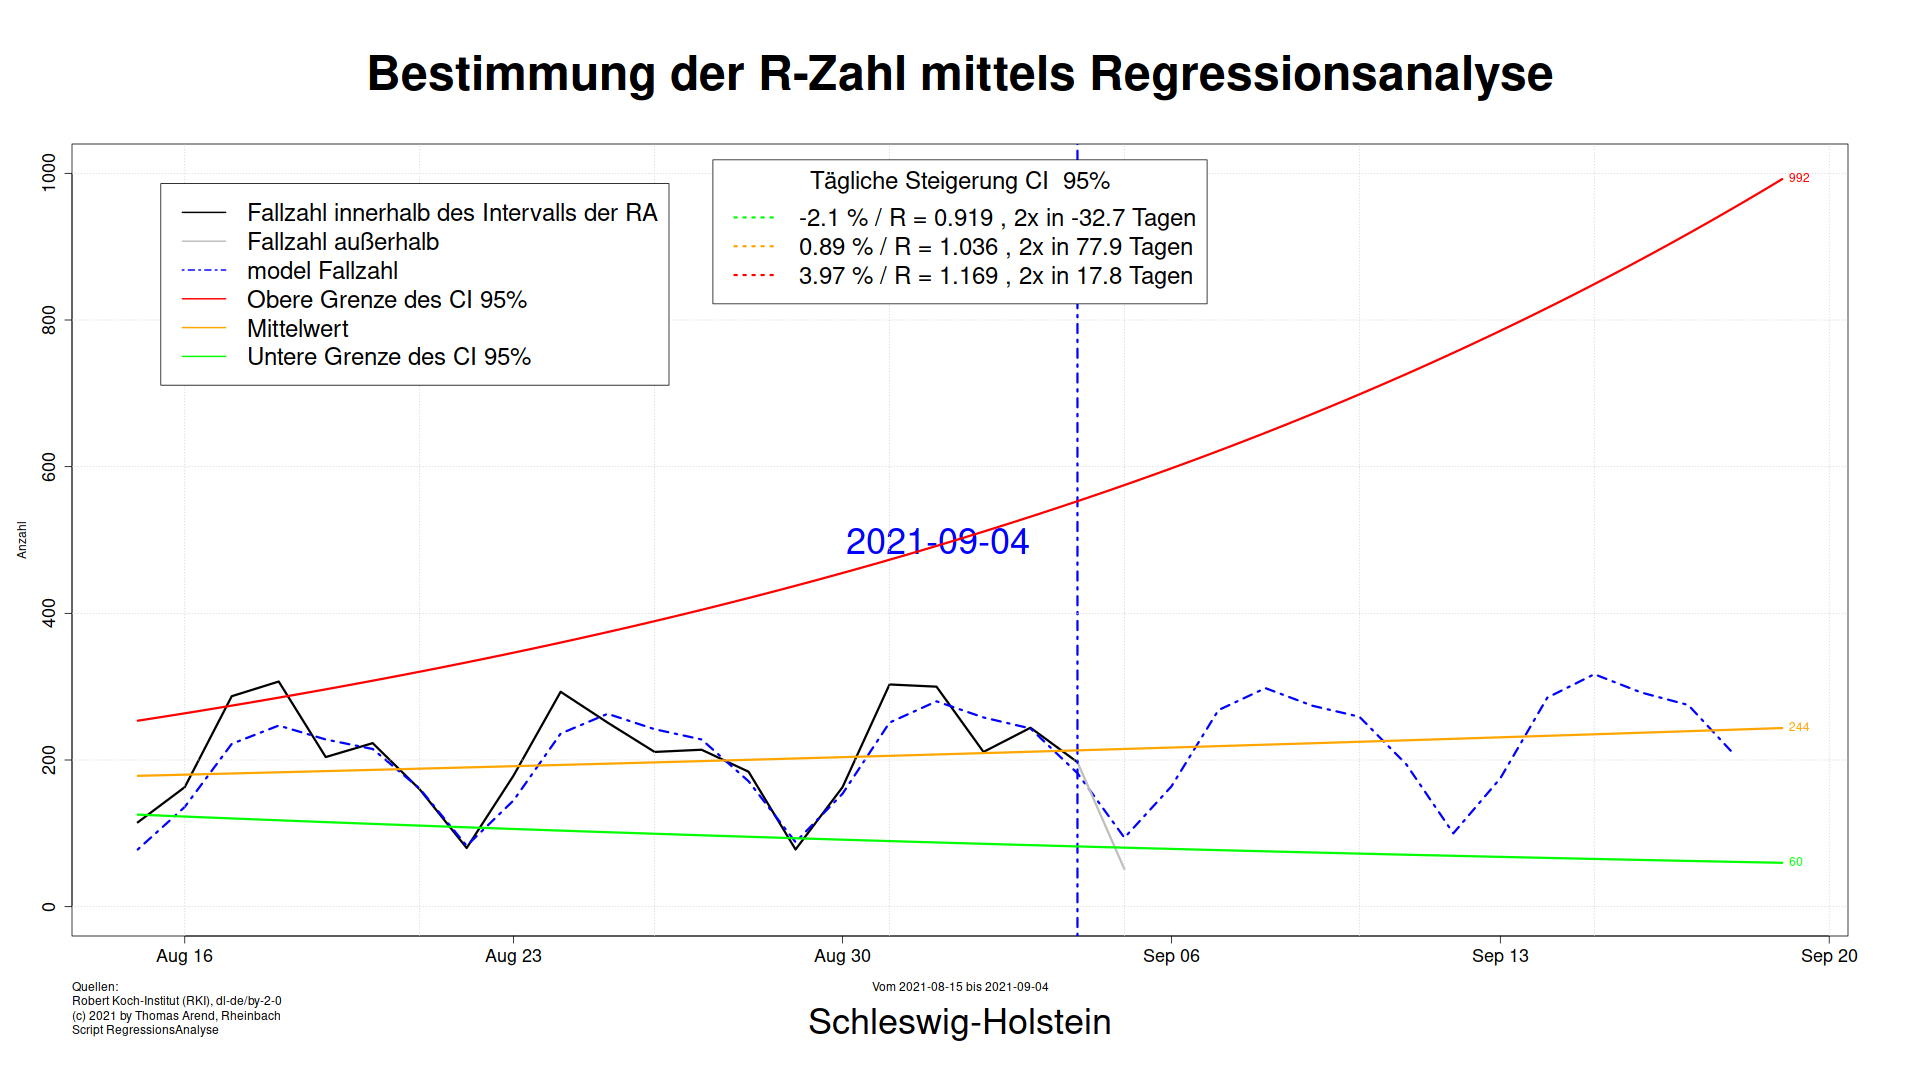 Bestimmung der R-Zahl mittels Regressionsanalyse
Fallzahl innerhalb des Intervalls der RA
Fallzahl außerhalb
model Fallzahl
Obere Grenze des CI 95%
Mittelwert
Untere Grenze des CI 95%
Tägliche Steigerung CI 95%
-2.1 % / R = 0.919 , 2x in -32.7 Tagen
0.89 % / R = 1.036 , 2x in 77.9 Tagen
3.97 % / R = 1.169 , 2x in 17.8 Tagen
1000
800
600
400
200
0
Anzahl
2021-09-04
992
244
60
Aug 16
Aug 23
Aug 30
Sep 06
Sep 13
Sep 20
Quellen:
Robert Koch-Institut (RKI), dl-de/by-2-0
(c) 2021 by Thomas Arend, Rheinbach
Script RegressionsAnalyse
Vom 2021-08-15 bis 2021-09-04
Schleswig-Holstein